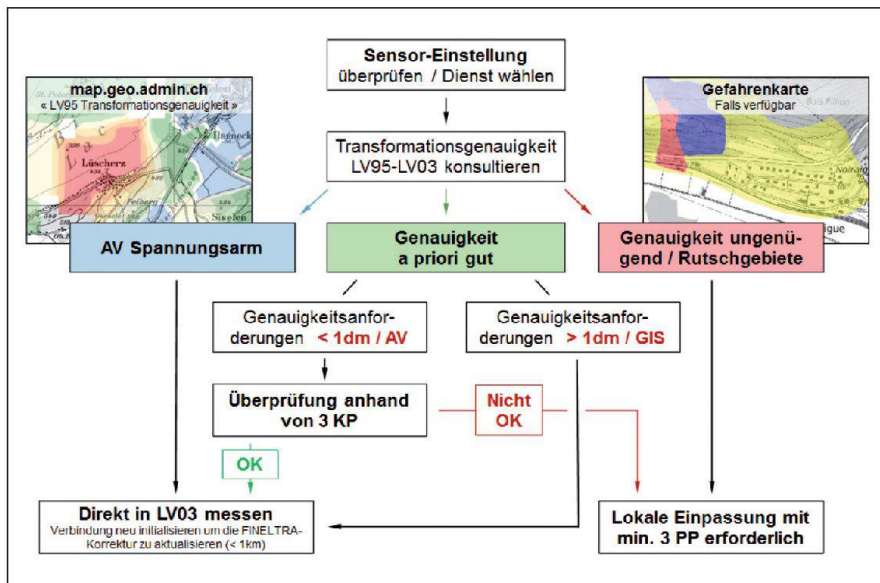 Sensor-Einstellung
überprüfen / Dienst wählen
map.geo.admin.ch
« LV95 Transformationsgenauigkeit »
Hagneck
Lüscherz
Siselen
Gefahrenkarte
Falls verfügbar
Transformationsgenauigkeit
LV95-LV03 konsultieren
AV Spannungsarm
Genauigkeit
a priori gut
Genauigkeit ungenü-
gend / Rutschgebiete
Genauigkeitsanfor-
derungen < 1dm / AV
Genauigkeitsanfor-
derungen > 1dm / GIS
Überprüfung anhand
von 3 KP
Nicht
OK
OK
Direkt in LV03 messen
Verbindung neu initialisieren um die FINELTRA-
Korrektur zu aktualisieren (< 1km)
Lokale Einpassung mit
min. 3 PP erforderlich